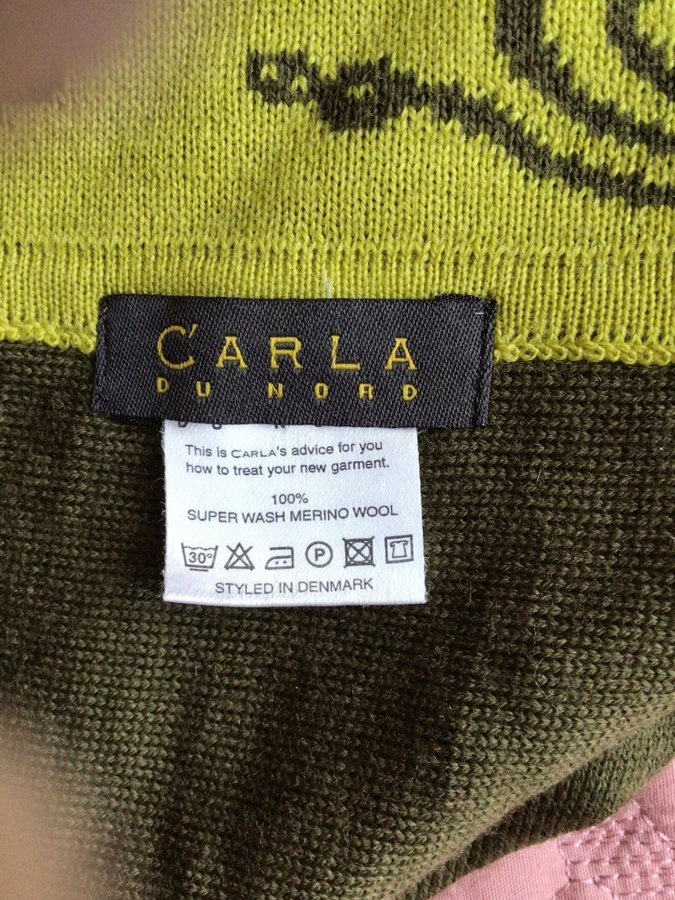 C'ARLA
DU NORD
This is CARLA's advice for you
how to treat your new garment.
100%
SUPER WASH MERINO WOOL
30°
P
STYLED IN DENMARK